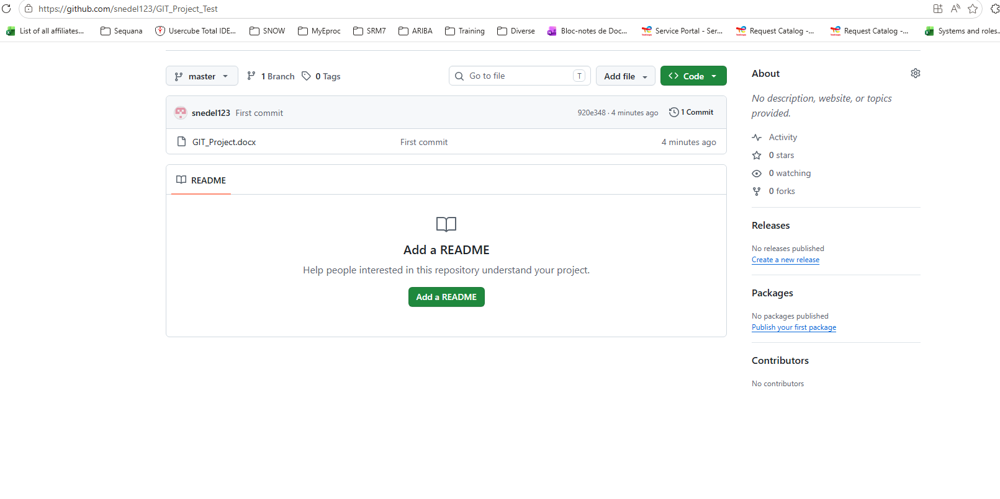 https://github.com/snedel123/GIT_Project_Test
List of all affiliates... Sequana Usercube Total IDE... SNOW MyEproc SRM7 ARIBA Training Diverse Bloc-notes de Doc... Service Portal - Ser... Request Catalog -... Request Catalog -... Systems and roles...
master 1 Branch 0 Tags Go to file T Add file Code
snedel123 First commit 920e348 · 4 minutes ago 1 Commit
GIT_Project.docx First commit 4 minutes ago
README
Add a README
Help people interested in this repository understand your project.
Add a README
About
No description, website, or topics
provided.
Activity
0 stars
0 watching
0 forks
Releases
No releases published
Create a new release
Packages
No packages published
Publish your first package
Contributors
No contributors